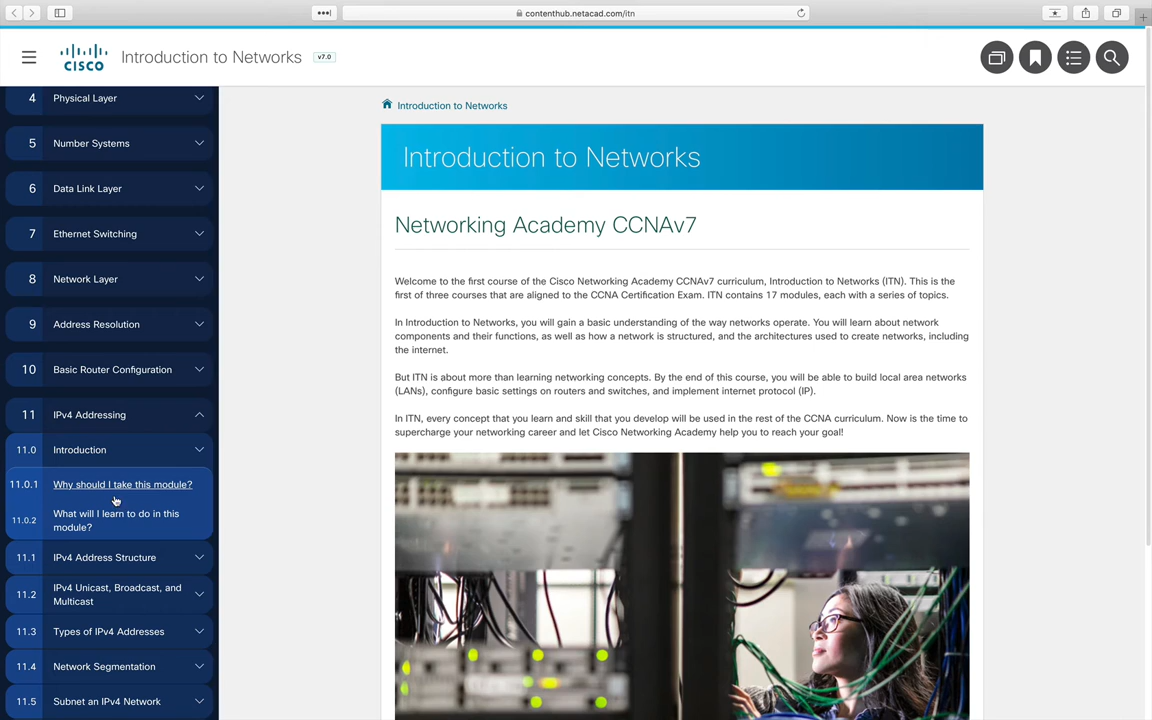 contenthub.netacad.com/itn
CISCO
Introduction to Networks
v7.0
4 Physical Layer
5 Number Systems
6 Data Link Layer
7 Ethernet Switching
8 Network Layer
9 Address Resolution
10 Basic Router Configuration
11 IPv4 Addressing
11.0 Introduction
11.0.1 Why should I take this module?
11.0.2 What will I learn to do in this
module?
11.1 IPv4 Address Structure
11.2 IPv4 Unicast, Broadcast, and
Multicast
11.3 Types of IPv4 Addresses
11.4 Network Segmentation
11.5 Subnet an IPv4 Network
Introduction to Networks
Introduction to Networks
Networking Academy CCNAv7
Welcome to the first course of the Cisco Networking Academy CCNAv7 curriculum, Introduction to Networks (ITN). This is the
first of three courses that are aligned to the CCNA Certification Exam. ITN contains 17 modules, each with a series of topics.
In Introduction to Networks, you will gain a basic understanding of the way networks operate. You will learn about network
components and their functions, as well as how a network is structured, and the architectures used to create networks, including
the internet.
But ITN is about more than learning networking concepts. By the end of this course, you will be able to build local area networks
(LANs), configure basic settings on routers and switches, and implement internet protocol (IP).
In ITN, every concept that you learn and skill that you develop will be used in the rest of the CCNA curriculum. Now is the time to
supercharge your networking career and let Cisco Networking Academy help you to reach your goal!